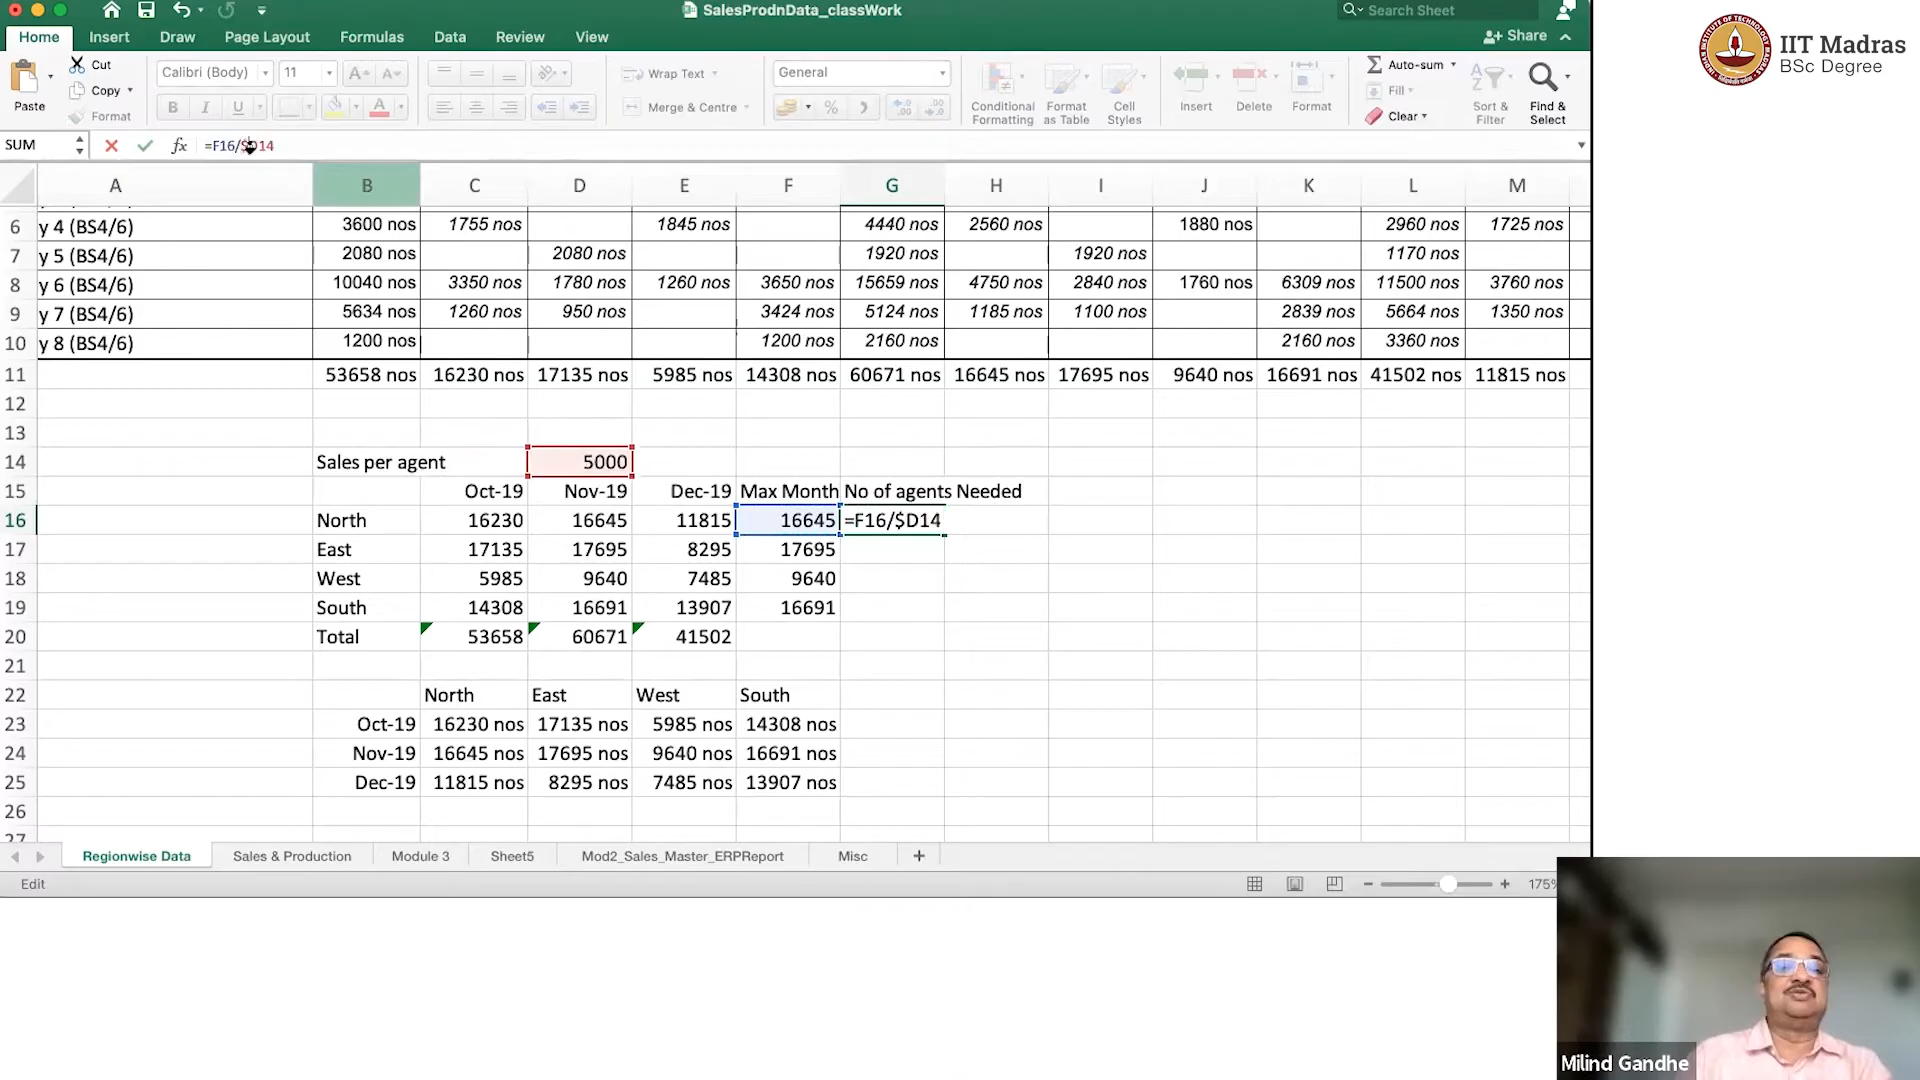 SalesProdnData_classWork
Search Sheet
Home Insert Draw Page Layout Formulas Data Review View
Share
Paste
Cut
Copy
Format
Calibri (Body) 11
B I U
Wrap Text
Merge & Centre
General
Conditional Formatting
Format as Table
Cell Styles
Insert
Delete
Format
Auto-sum
Fill
Clear
Sort & Filter
Find & Select
IIT Madras
BSc Degree
SUM fx =F16/$D14
A B C D E F G H I J K L M
6 y 4 (BS4/6) 3600 nos 1755 nos 1845 nos 4440 nos 2560 nos 1880 nos 2960 nos 1725 nos
7 y 5 (BS4/6) 2080 nos 2080 nos 1920 nos 1920 nos 1170 nos
8 y 6 (BS4/6) 10040 nos 3350 nos 1780 nos 1260 nos 3650 nos 15659 nos 4750 nos 2840 nos 1760 nos 6309 nos 11500 nos 3760 nos
9 y 7 (BS4/6) 5634 nos 1260 nos 950 nos 3424 nos 5124 nos 1185 nos 1100 nos 2839 nos 5664 nos 1350 nos
10 y 8 (BS4/6) 1200 nos 1200 nos 2160 nos 2160 nos 3360 nos
11 53658 nos 16230 nos 17135 nos 5985 nos 14308 nos 60671 nos 16645 nos 17695 nos 9640 nos 16691 nos 41502 nos 11815 nos
12
13
14 Sales per agent 5000
15 Oct-19 Nov-19 Dec-19 Max Month No of agents Needed
16 North 16230 16645 11815 16645 =F16/$D14
17 East 17135 17695 8295 17695
18 West 5985 9640 7485 9640
19 South 14308 16691 13907 16691
20 Total 53658 60671 41502
21
22 North East West South
23 Oct-19 16230 nos 17135 nos 5985 nos 14308 nos
24 Nov-19 16645 nos 17695 nos 9640 nos 16691 nos
25 Dec-19 11815 nos 8295 nos 7485 nos 13907 nos
26
27
Regionwise Data Sales & Production Module 3 Sheet5 Mod2_Sales_Master_ERPReport Misc +
Edit 175%
Milind Gandhe